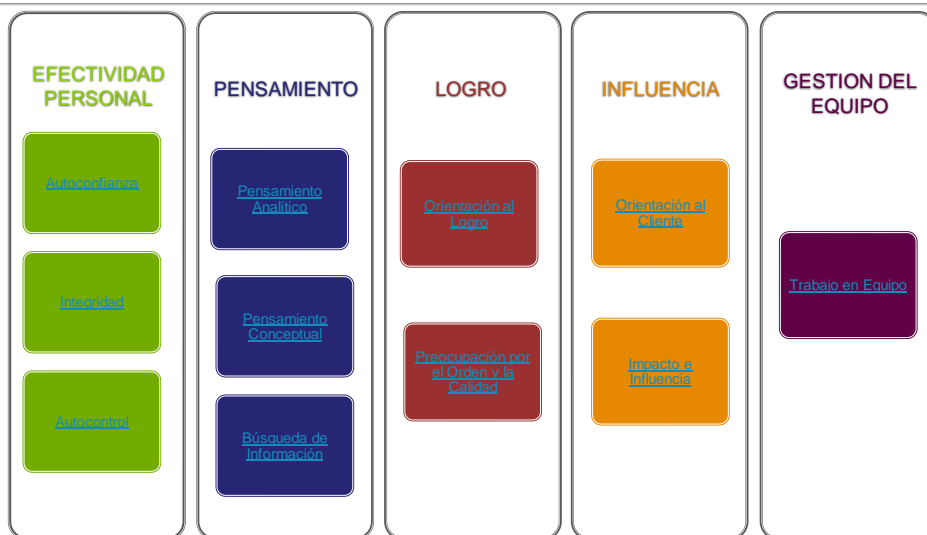 EFECTIVIDAD
PERSONAL
Autoconfianza
Integridad
Autocontrol
PENSAMIENTO
Pensamiento
Analítico
Pensamiento
Conceptual
Búsqueda de
Información
LOGRO
Orientación al
Logro
Preocupación por
el Orden y la
Calidad
INFLUENCIA
Orientación al
Cliente
Impacto e
Influencia
GESTION DEL
EQUIPO
Trabajo en Equipo